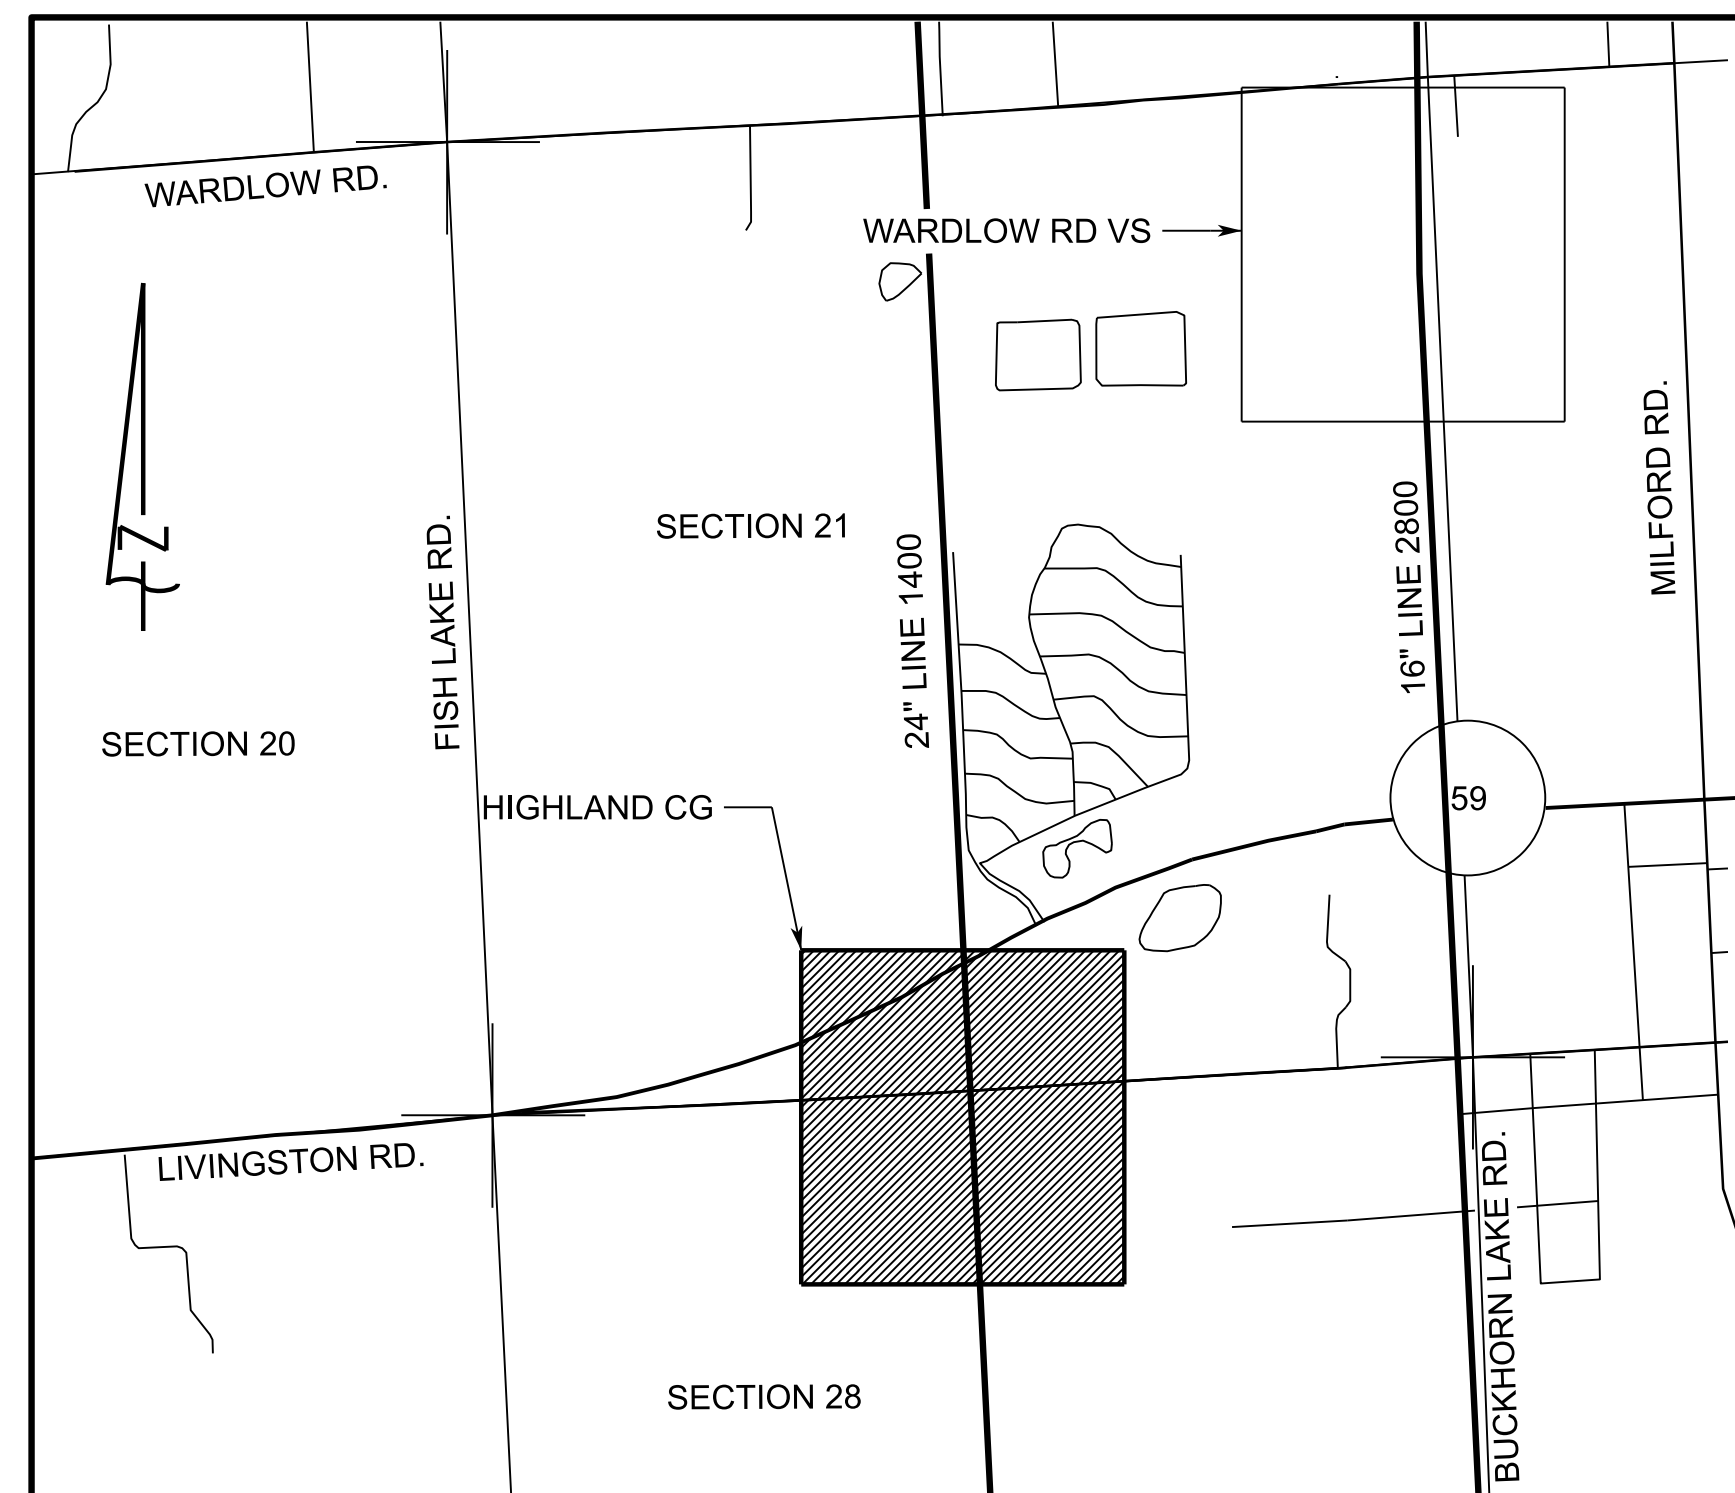 WARDLOW RD.
WARDLOW RD VS
MILFORD RD.
16" LINE 2800
SECTION 21
FISH LAKE RD.
24" LINE 1400
N
SECTION 20
HIGHLAND CG
59
LIVINGSTON RD.
BUCKHORN LAKE RD.
SECTION 28